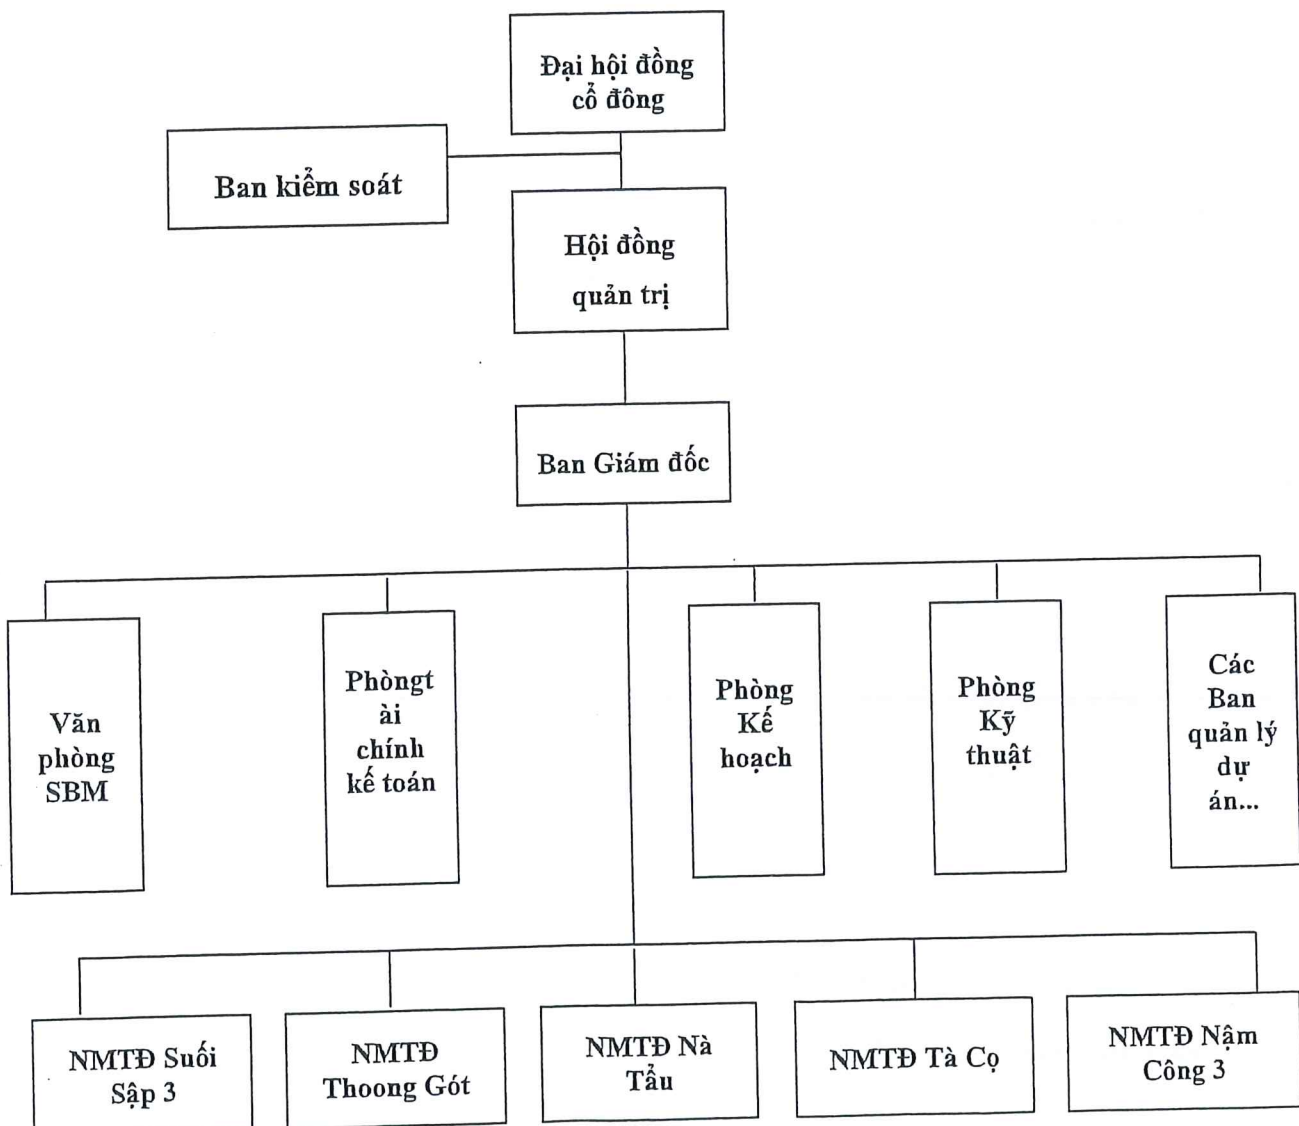 Đại hội đồng
cổ đông
Ban kiểm soát
Hội đồng
quản trị
Ban Giám đốc
Văn
phòng
SBM
Phòngt
ài
chính
kế toán
Phòng
Kế
hoạch
Phòng
Kỹ
thuật
Các
Ban
quản lý
dự
án...
NMTĐ Suối
Sập 3
NMTĐ
Thoong Gót
NMTĐ Nà
Tẩu
NMTĐ Tà Cọ
NMTĐ Nậm
Công 3